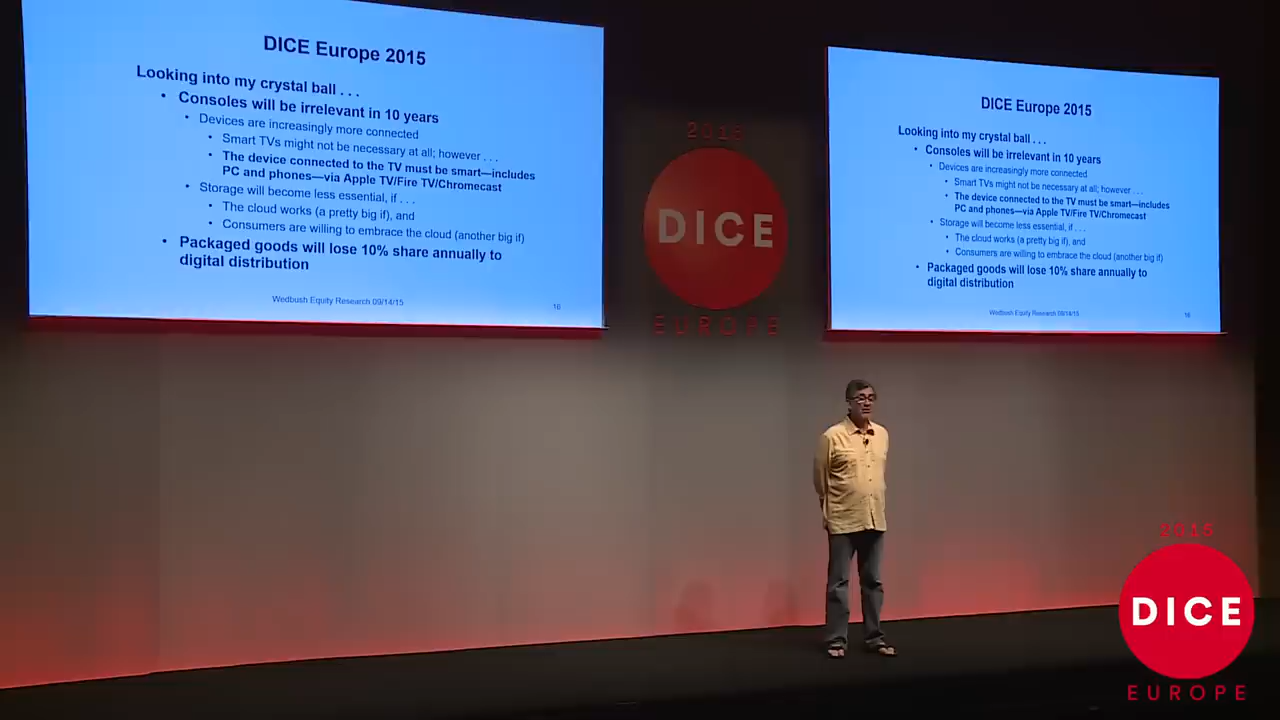 DICE Europe 2015
Looking into my crystal ball . . .
• Consoles will be irrelevant in 10 years
• Devices are increasingly more connected
• Smart TVs might not be necessary at all; however . . .
• The device connected to the TV must be smart—includes
PC and phones—via Apple TV/Fire TV/Chromecast
• Storage will become less essential, if . . .
• The cloud works (a pretty big if), and
• Consumers are willing to embrace the cloud (another big if)
• Packaged goods will lose 10% share annually to
digital distribution
Wedbush Equity Research 09/14/15
16
2015
DICE
EUROPE
DICE Europe 2015
Looking into my crystal ball . . .
• Consoles will be irrelevant in 10 years
• Devices are increasingly more connected
• Smart TVs might not be necessary at all; however . . .
• The device connected to the TV must be smart—includes
PC and phones—via Apple TV/Fire TV/Chromecast
• Storage will become less essential, if . . .
• The cloud works (a pretty big if), and
• Consumers are willing to embrace the cloud (another big if)
• Packaged goods will lose 10% share annually to
digital distribution
Wedbush Equity Research 09/14/15
16
2015
DICE
EUROPE